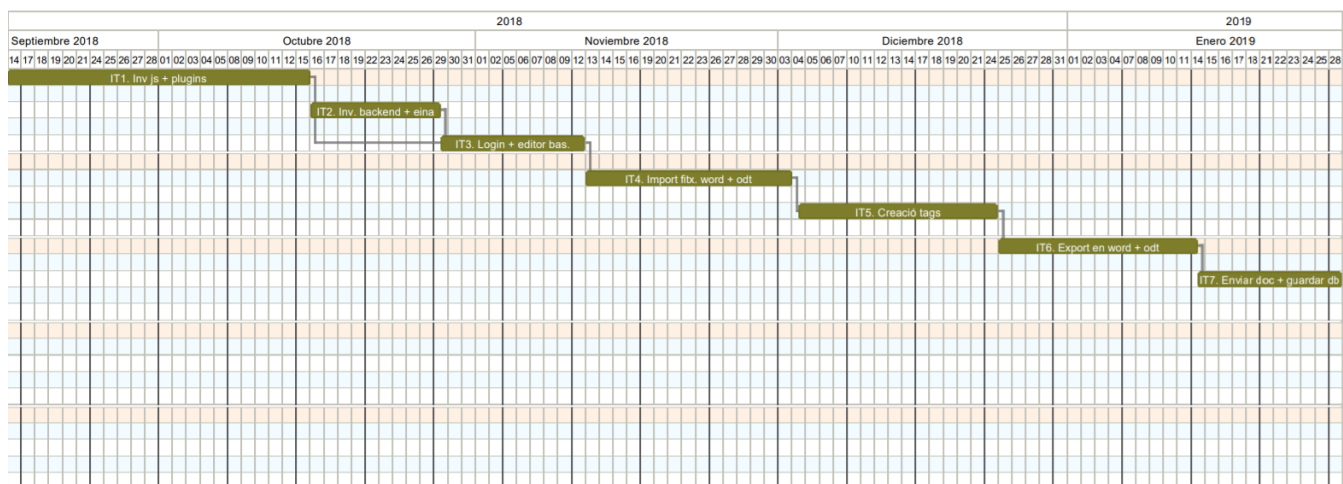 2018 2019
Septiembre 2018 Octubre 2018 Noviembre 2018 Diciembre 2018 Enero 2019
14 17 18 19 20 21 24 25 26 27 28 01 02 03 04 05 08 09 10 11 12 15 16 17 18 19 22 23 24 25 26 29 30 31 01 02 05 06 07 08 09 12 13 14 15 16 19 20 21 22 23 26 27 28 29 30 03 04 05 06 07 10 11 12 13 14 17 18 19 20 21 24 25 26 27 28 31 01 02 03 04 07 08 09 10 11 14 15 16 17 18 21 22 23 24 25 28
IT1. Inv js + plugins
IT2. Inv. backend + eina
IT3. Login + editor bas.
IT4. Import fitx. word + odt
IT5. Creació tags
IT6. Export en word + odt
IT7. Enviar doc + guardar db